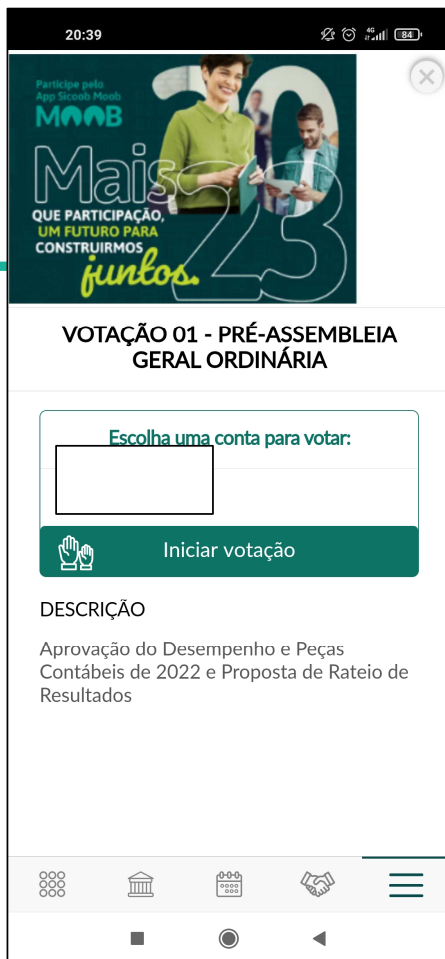 20:39
4G
84
Participe pelo
App Sicoob Moob
MOOB
20
Mais
23
QUE PARTICIPAÇÃO,
UM FUTURO PARA
CONSTRUIRMOS
juntos.
VOTAÇÃO 01 - PRÉ-ASSEMBLEIA
GERAL ORDINÁRIA
Escolha uma conta para votar:
Iniciar votação
DESCRIÇÃO
Aprovação do Desempenho e Peças
Contábeis de 2022 e Proposta de Rateio de
Resultados